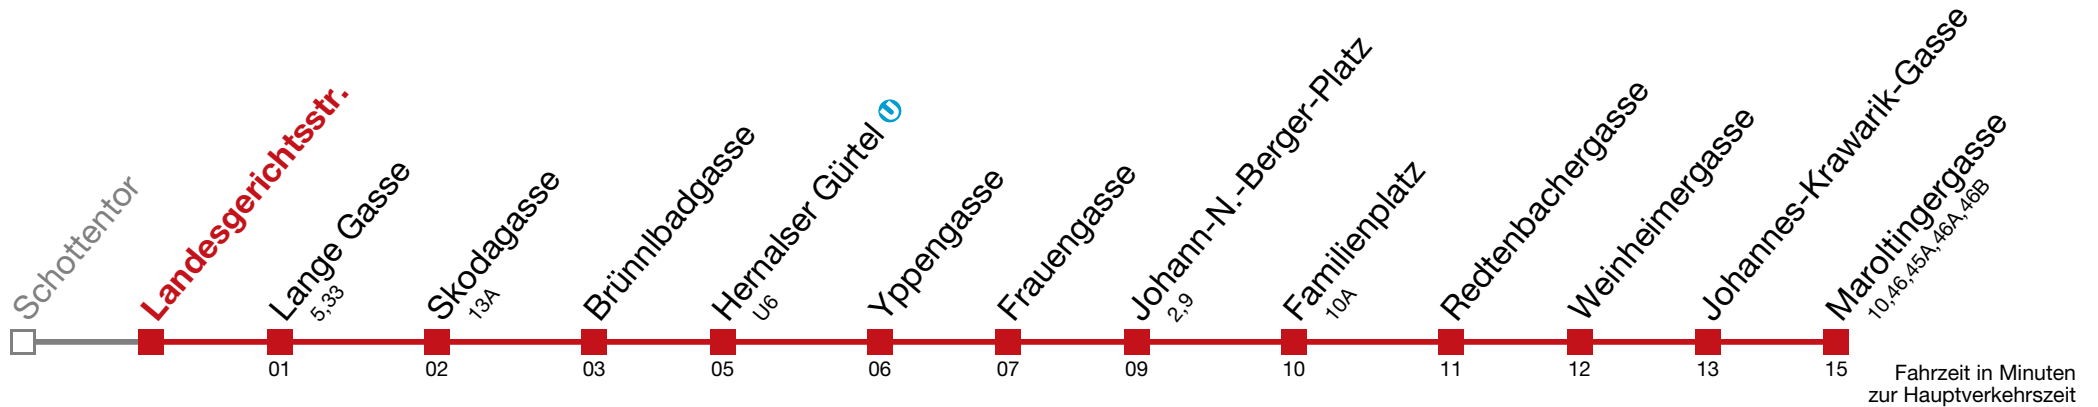 Schottentor
Landesgerichtsstr.
Lange Gasse
5,33
Skodagasse
13A
Brünnlbadgasse
Hernalser Gürtel U
U6
Yppengasse
Frauengasse
Johann-N.-Berger-Platz
2,9
Familienplatz
10A
Redtenbachergasse
Weinheimergasse
Johannes-Krawarik-Gasse
Maroltingergasse
10,46,45A,46A,46B
01 02 03 05 06 07 09 10 11 12 13 15
Fahrzeit in Minuten
zur Hauptverkehrszeit